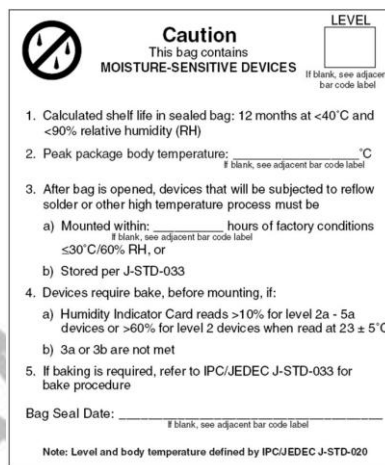 LEVEL
Caution
This bag contains
MOISTURE-SENSITIVE DEVICES
If blank, see adjacent
bar code label
1. Calculated shelf life in sealed bag: 12 months at <40˚C and
<90% relative humidity (RH)
2. Peak package body temperature: ˚C
If blank, see adjacent bar code label
3. After bag is opened, devices that will be subjected to reflow
solder or other high temperature process must be
a) Mounted within: hours of factory conditions
If blank, see adjacent bar code label
≤30˚C/60% RH, or
b) Stored per J-STD-033
4. Devices require bake, before mounting, if:
a) Humidity Indicator Card reads >10% for level 2a - 5a
devices or >60% for level 2 devices when read at 23 ± 5˚C
b) 3a or 3b are not met
5. If baking is required, refer to IPC/JEDEC J-STD-033 for
bake procedure
Bag Seal Date:
If blank, see adjacent bar code label
Note: Level and body temperature defined by IPC/JEDEC J-STD-020